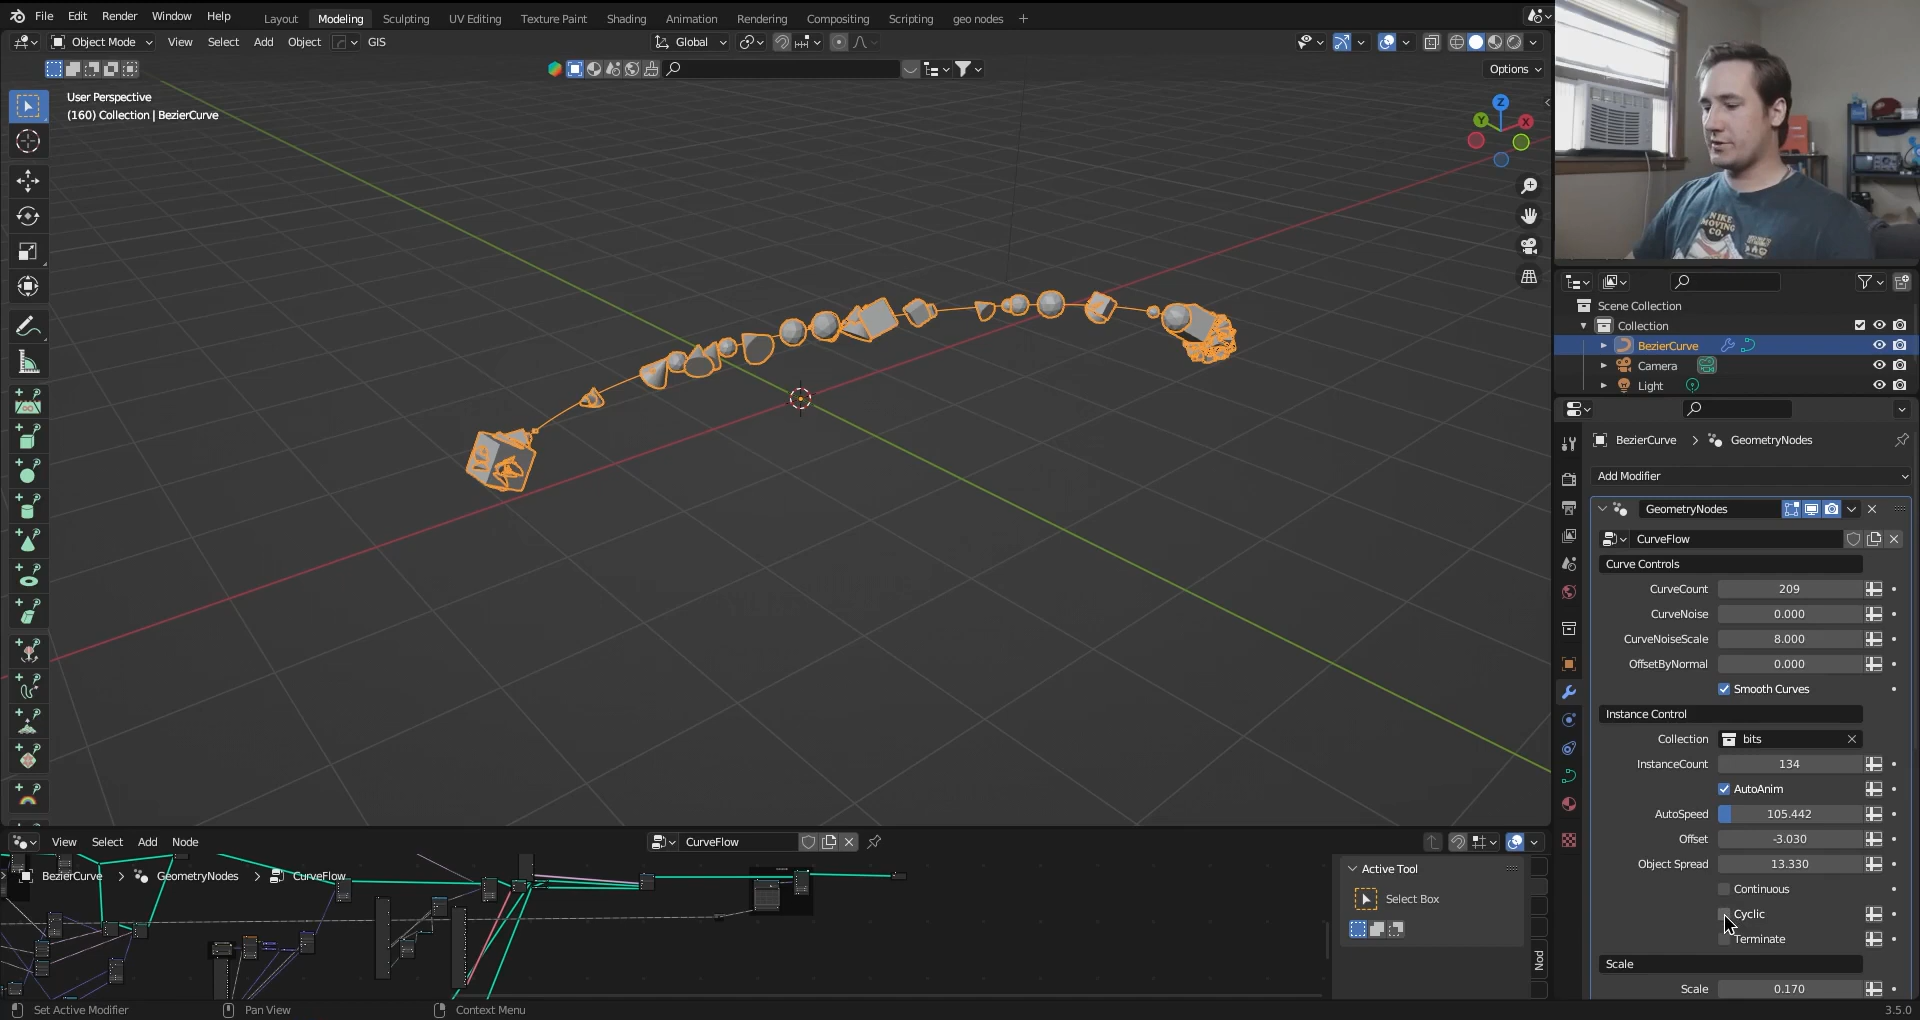 File Edit Render Window Help Layout Modeling Sculpting UV Editing Texture Paint Shading Animation Rendering Compositing Scripting geo nodes +
Object Mode View Select Add Object GIS Global
Options
User Perspective
(160) Collection | BezierCurve
Z
Y
X
NIKE
MOVING
CO.
Scene Collection
Collection
BezierCurve
Camera
Light
BezierCurve > GeometryNodes
Add Modifier
GeometryNodes
CurveFlow
Curve Controls
CurveCount 209
CurveNoise 0.000
CurveNoiseScale 8.000
OffsetByNormal 0.000
Smooth Curves
Instance Control
Collection bits
InstanceCount 134
AutoAnim
AutoSpeed 105.442
Offset -3.030
Object Spread 13.330
Continuous
Cyclic
Terminate
Scale
Scale 0.170
View Select Add Node CurveFlow
BezierCurve > GeometryNodes > CurveFlow
Active Tool
Select Box
Nod
Set Active Modifier Pan View Context Menu 3.5.0